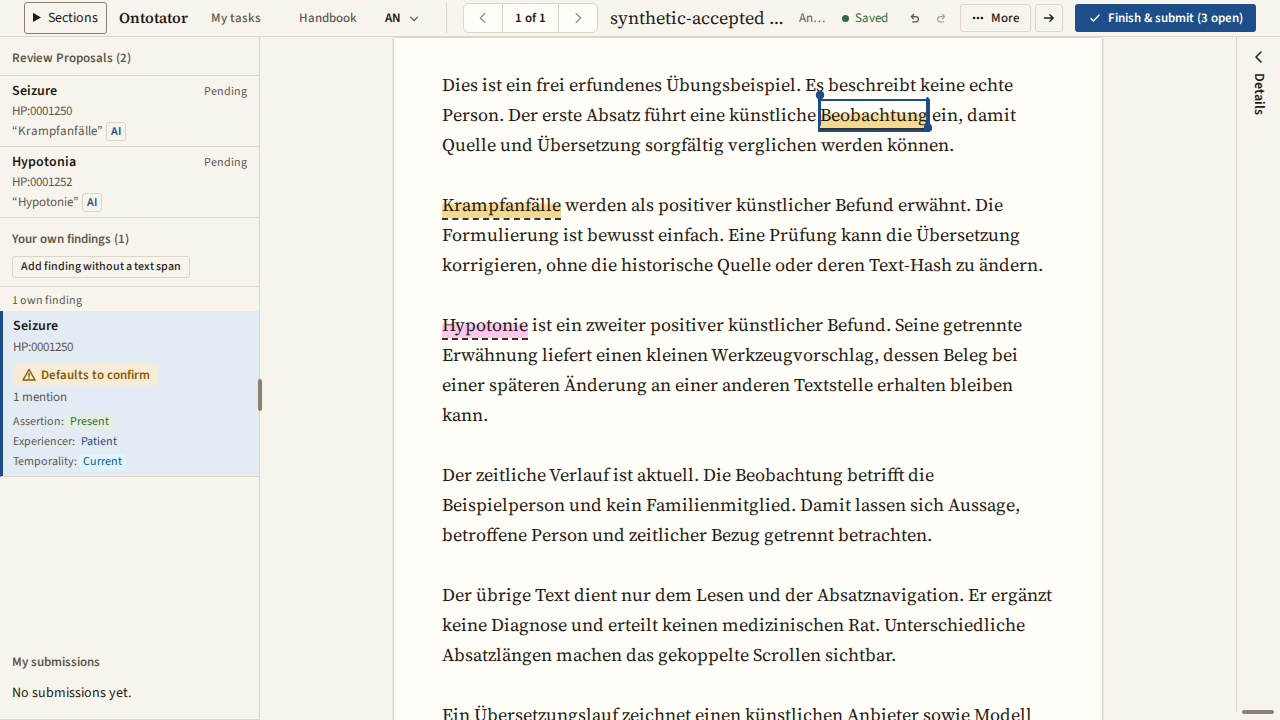 Sections
Ontotator
My tasks
Handbook
AN
1 of 1
synthetic-accepted ...
An...
Saved
More
Finish & submit (3 open)
Review Proposals (2)
Seizure Pending
HP:0001250
“Krampfanfälle” AI
Hypotonia Pending
HP:0001252
“Hypotonie” AI
Your own findings (1)
Add finding without a text span
1 own finding
Seizure
HP:0001250
Defaults to confirm
1 mention
Assertion: Present
Experiencer: Patient
Temporality: Current
My submissions
No submissions yet.
Dies ist ein frei erfundenes Übungsbeispiel. Es beschreibt keine echte
Person. Der erste Absatz führt eine künstliche Beobachtung ein, damit
Quelle und Übersetzung sorgfältig verglichen werden können.
Krampfanfälle werden als positiver künstlicher Befund erwähnt. Die
Formulierung ist bewusst einfach. Eine Prüfung kann die Übersetzung
korrigieren, ohne die historische Quelle oder deren Text-Hash zu ändern.
Hypotonie ist ein zweiter positiver künstlicher Befund. Seine getrennte
Erwähnung liefert einen kleinen Werkzeugvorschlag, dessen Beleg bei
einer späteren Änderung an einer anderen Textstelle erhalten bleiben
kann.
Der zeitliche Verlauf ist aktuell. Die Beobachtung betrifft die
Beispielperson und kein Familienmitglied. Damit lassen sich Aussage,
betroffene Person und zeitlicher Bezug getrennt betrachten.
Der übrige Text dient nur dem Lesen und der Absatznavigation. Er ergänzt
keine Diagnose und erteilt keinen medizinischen Rat. Unterschiedliche
Absatzlängen machen das gekoppelte Scrollen sichtbar.
Ein Übersetzungslauf zeichnet einen künstlichen Anbieter sowie Modell
Details